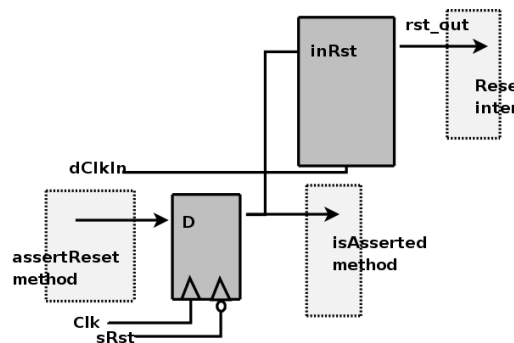 rst_out
inRst
Rese
inter
dClkIn
D
assertReset
method
isAsserted
method
Clk
sRst